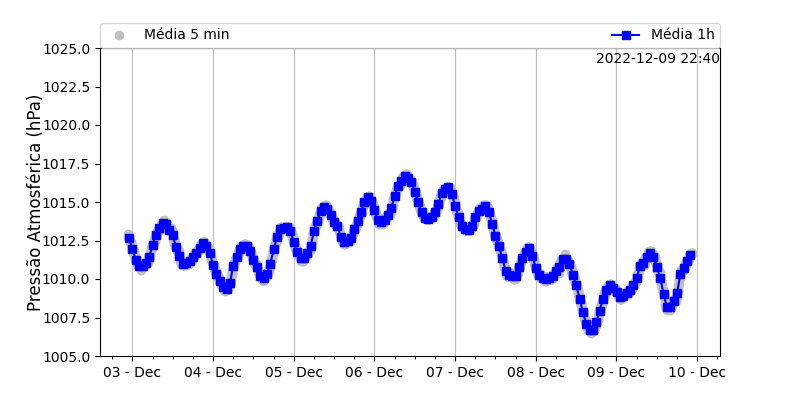 Média 5 min
Média 1h
2022-12-09 22:40
Pressão Atmosférica (hPa)
1025.0
1022.5
1020.0
1017.5
1015.0
1012.5
1010.0
1007.5
1005.0
03 - Dec
04 - Dec
05 - Dec
06 - Dec
07 - Dec
08 - Dec
09 - Dec
10 - Dec